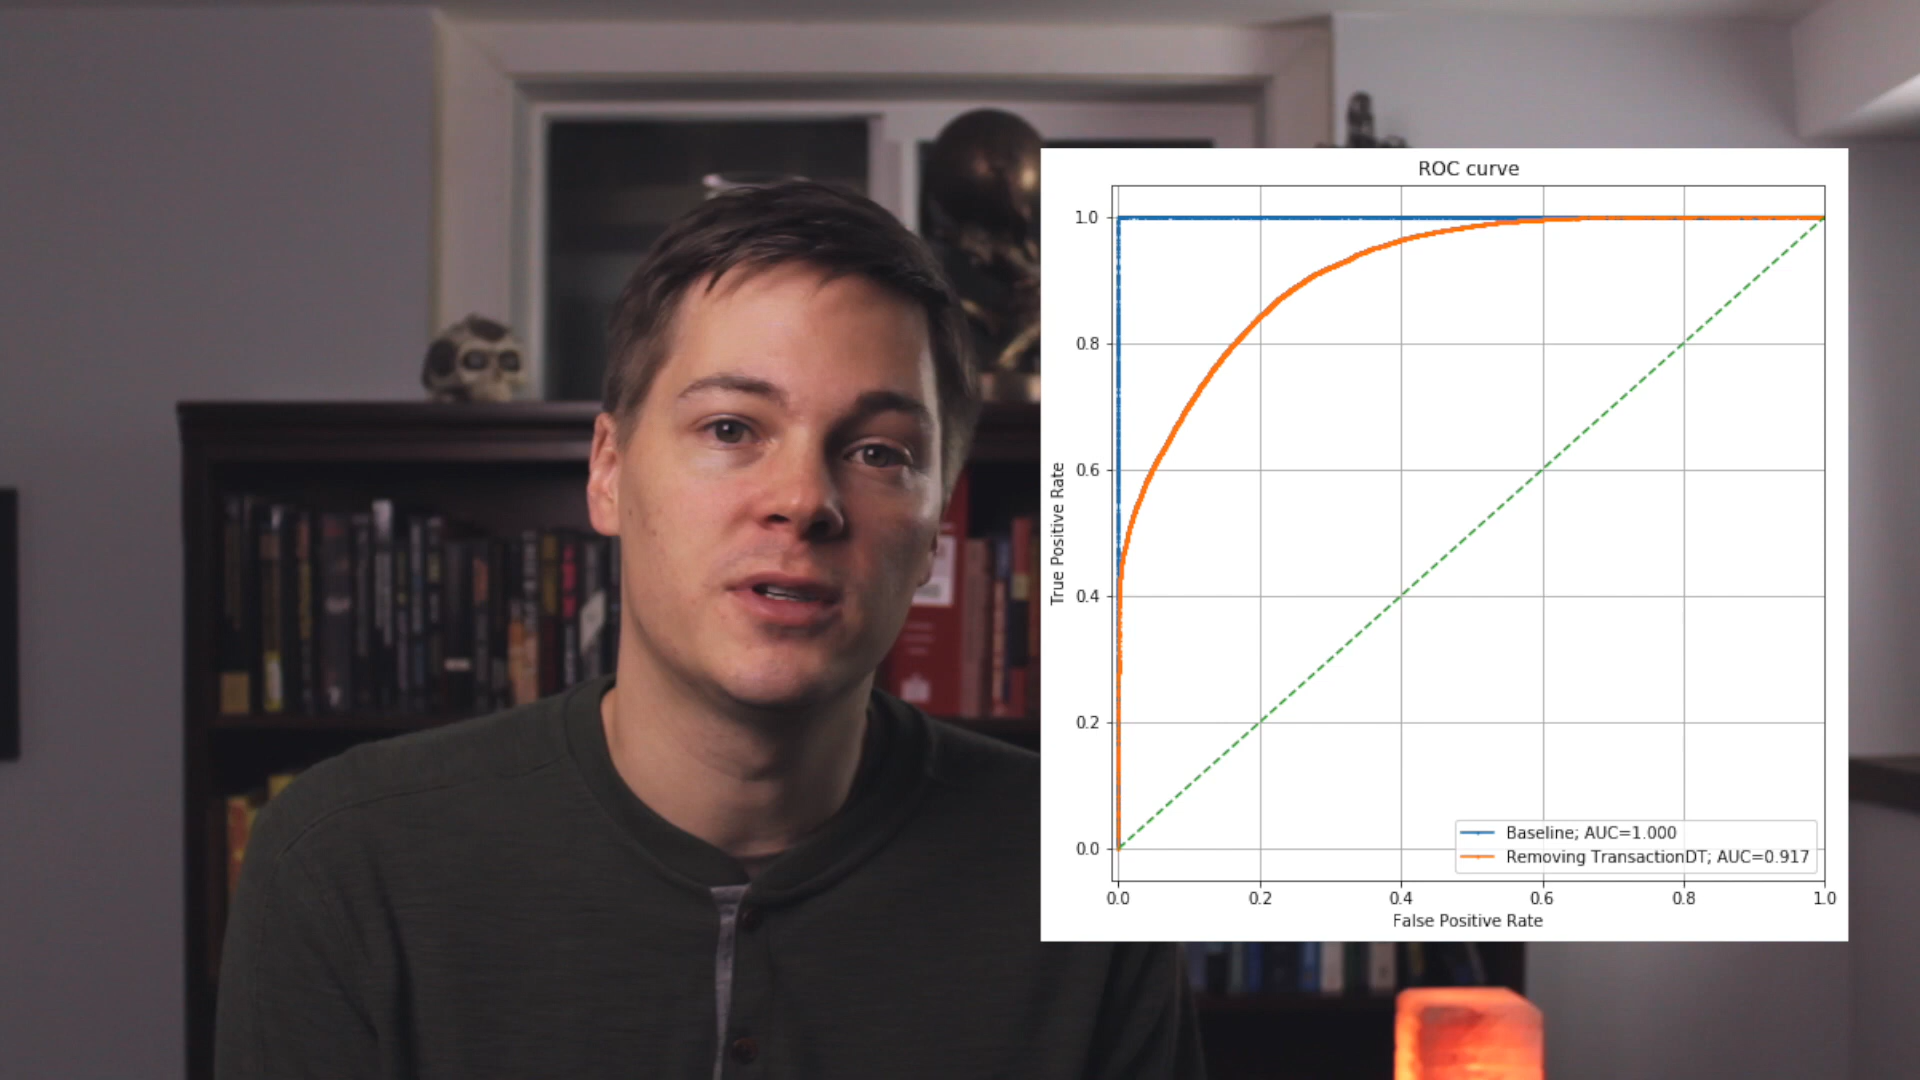 ROC curve
1.0
0.8
0.6
0.4
0.2
0.0
True Positive Rate
0.0 0.2 0.4 0.6 0.8 1.0
False Positive Rate
Baseline; AUC=1.000
Removing TransactionDT; AUC=0.917